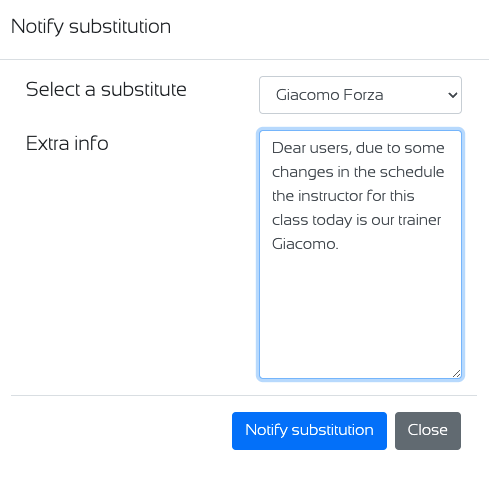 Notify substitution
Select a substitute
Giacomo Forza
Extra info
Dear users, due to some
changes in the schedule
the instructor for this
class today is our trainer
Giacomo.
Notify substitution
Close